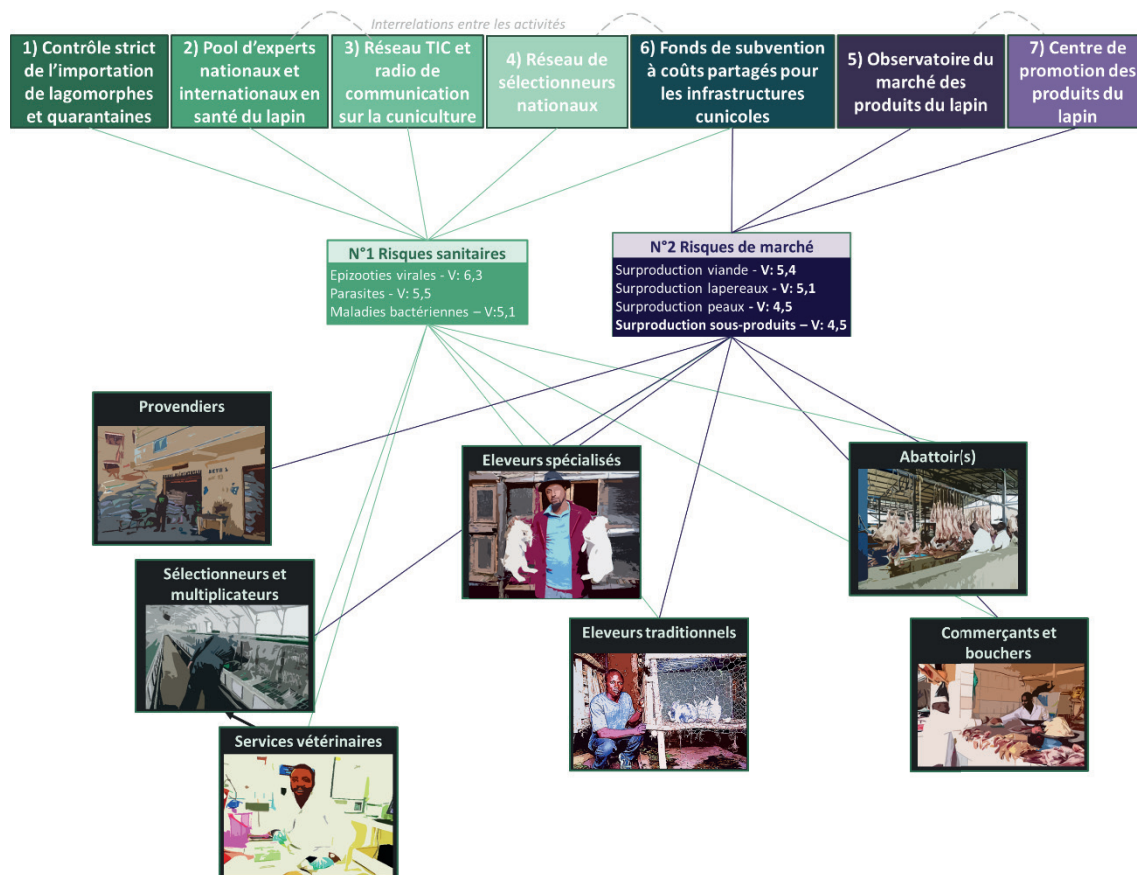 Interrelations entre les activités
1) Contrôle strict
de l'importation
de lagomorphes
et quarantaines
2) Pool d'experts
nationaux et
internationaux en
santé du lapin
3) Réseau TIC et
radio de
communication
sur la cuniculture
4) Réseau de
sélectionneurs
nationaux
6) Fonds de subvention
à coûts partagés pour
les infrastructures
cunicoles
5) Observatoire du
marché des
produits du lapin
7) Centre de
promotion des
produits du
lapin
N°1 Risques sanitaires
Epizooties virales - V: 6,3
Parasites - V: 5,5
Maladies bactériennes – V:5,1
N°2 Risques de marché
Surproduction viande - V: 5,4
Surproduction lapereaux - V: 5,1
Surproduction peaux - V: 4,5
Surproduction sous-produits – V: 4,5
Provendiers
Eleveurs spécialisés
Abattoir(s)
Sélectionneurs et
multiplicateurs
Eleveurs traditionnels
Commerçants et
bouchers
Services vétérinaires